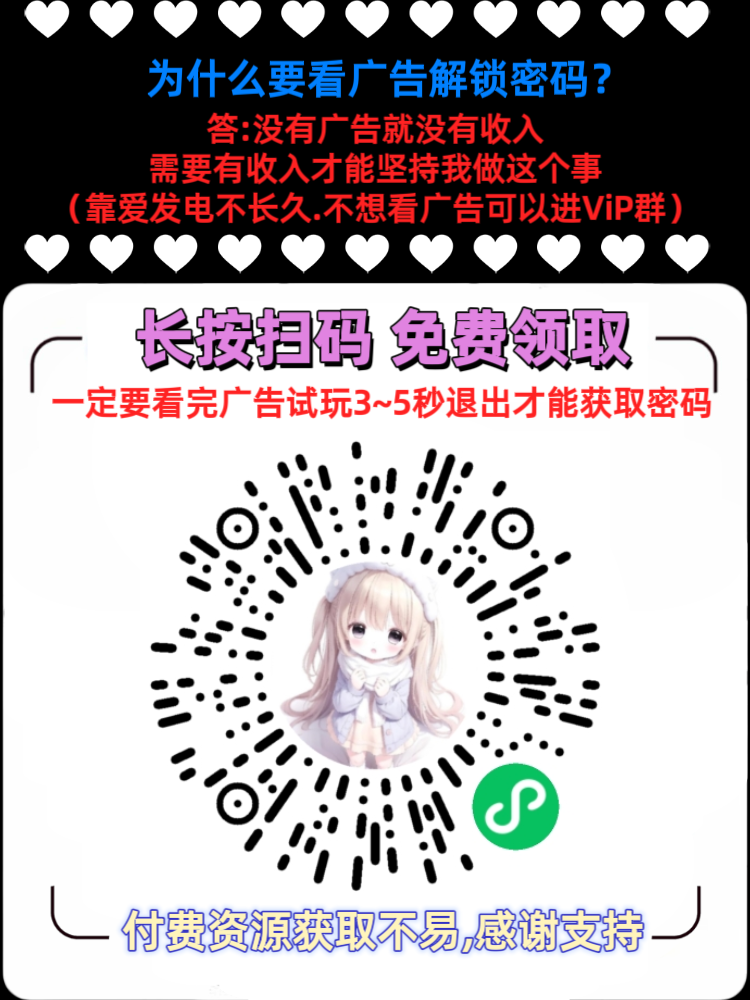 为什么要看广告解锁密码？
答:没有广告就没有收入
需要有收入才能坚持我做这个事
（靠爱发电不长久.不想看广告可以进ViP群）
长按扫码 免费领取
一定要看完广告试玩3~5秒退出才能获取密码
付费资源获取不易,感谢支持